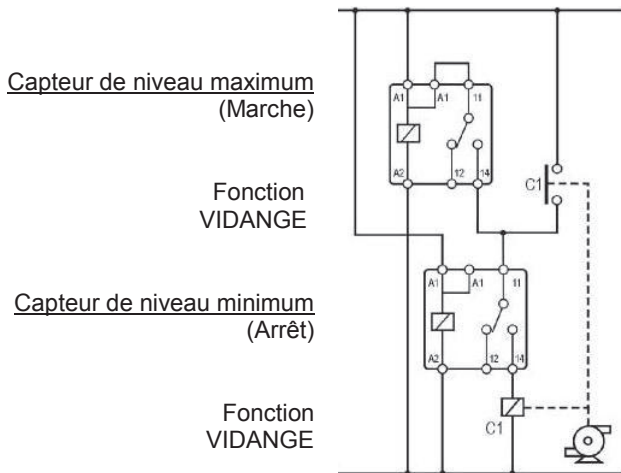 Capteur de niveau maximum
(Marche)
A1 A1 11
A2 12 14
C1
Fonction
VIDANGE
Capteur de niveau minimum
(Arrêt)
A1 A1 11
A2 12 14
Fonction
VIDANGE
C1